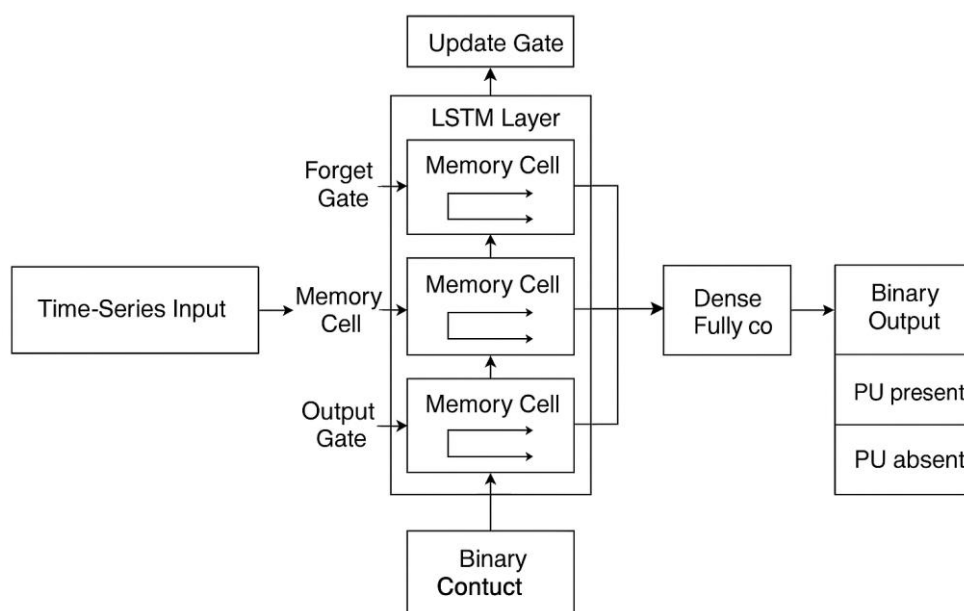 Update Gate
LSTM Layer
Forget
Gate
Memory Cell
Time-Series Input
Memory
Cell
Memory Cell
Dense
Fully co
Binary
Output
PU present
PU absent
Output
Gate
Memory Cell
Binary
Contuct